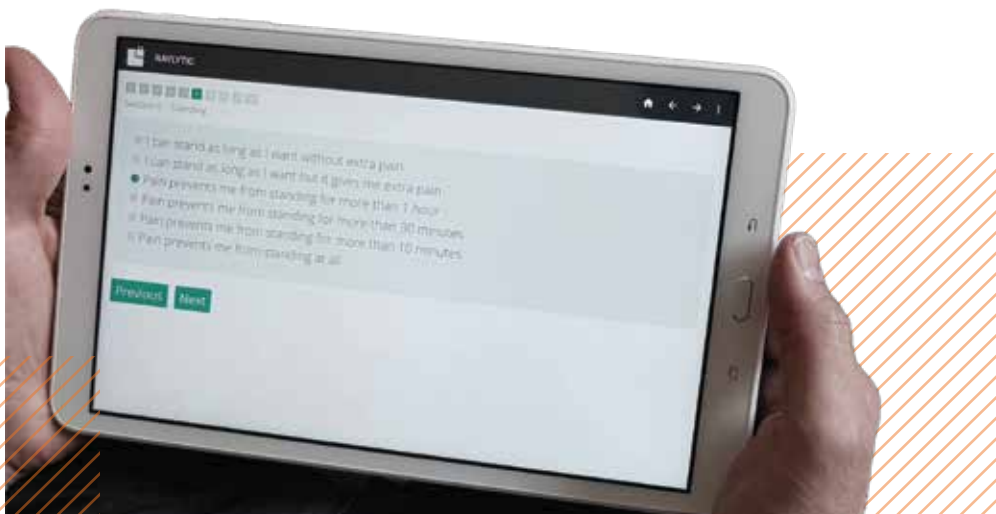 Standing
I can stand as long as I want without extra pain
I can stand as long as I want but it gives me extra pain
Pain prevents me from standing for more than 1 hour
Pain prevents me from standing for more than 30 minutes
Pain prevents me from standing for more than 10 minutes
Pain prevents me from standing at all
Previous Next